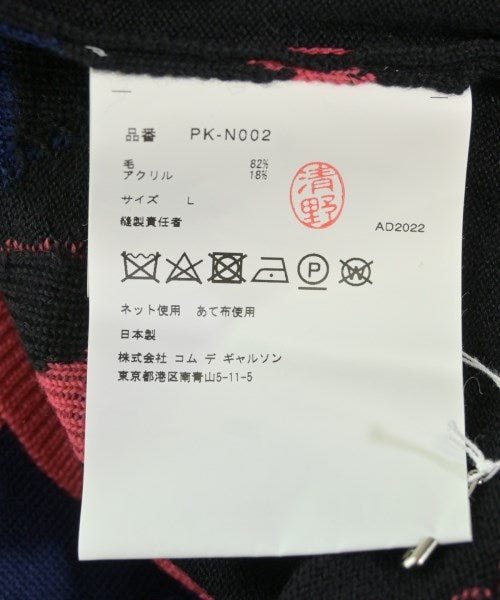 品番 PK-N002
毛 82%
アクリル 18%
サイズ L
縫製責任者
清野
AD2022
P
W
ネット使用 あて布使用
日本製
株式会社 コム デ ギャルソン
東京都港区南青山5-11-5